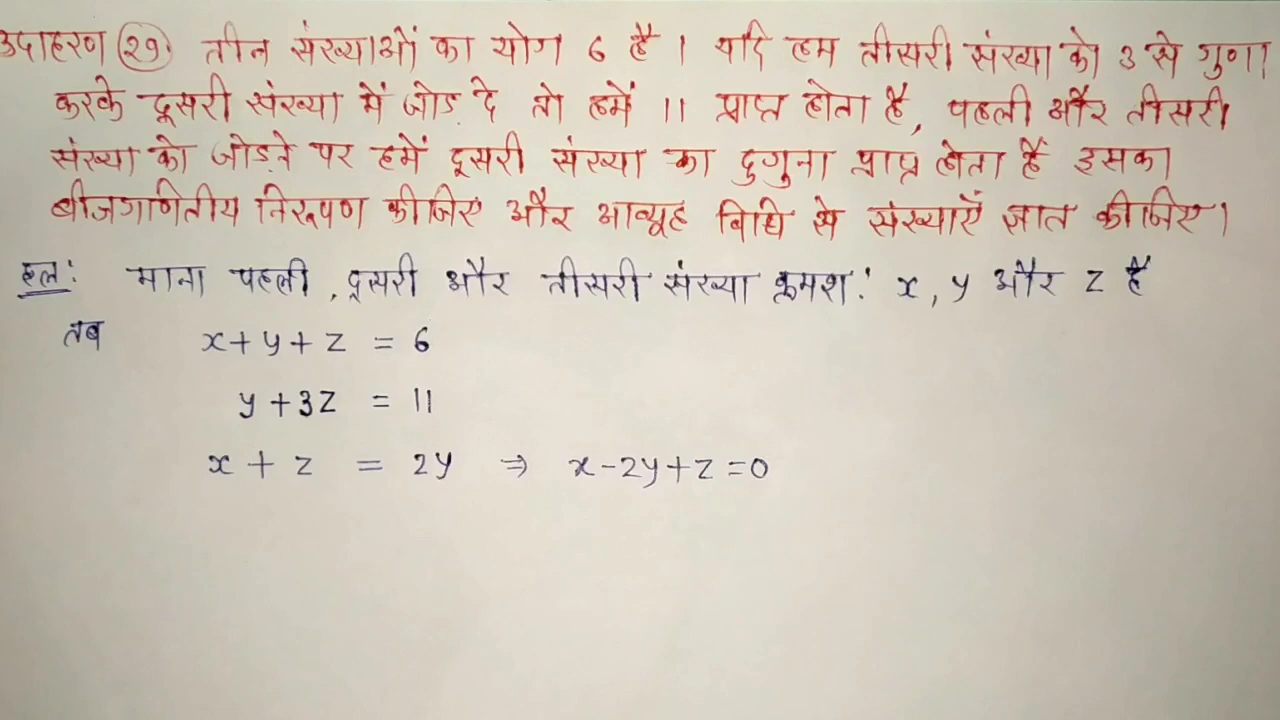 उदाहरण (29) तीन संख्याओं का योग 6 है । यदि हम तीसरी संख्या को 3 से गुणा
करके दूसरी संख्या में जोड़ दे तो हमें 11 प्राप्त होता है, पहली और तीसरी
संख्या को जोड़ने पर हमें दूसरी संख्या का दुगुना प्राप्त होता है इसका
बीजगणितीय निरूपण कीजिए और आव्यूह विधि से संख्याएँ ज्ञात कीजिए ।
हल: माना पहली , दूसरी और तीसरी संख्या क्रमश: x, y और z है
तब x+y+z = 6
y+3z = 11
x + z = 2y ⇒ x-2y+z=0